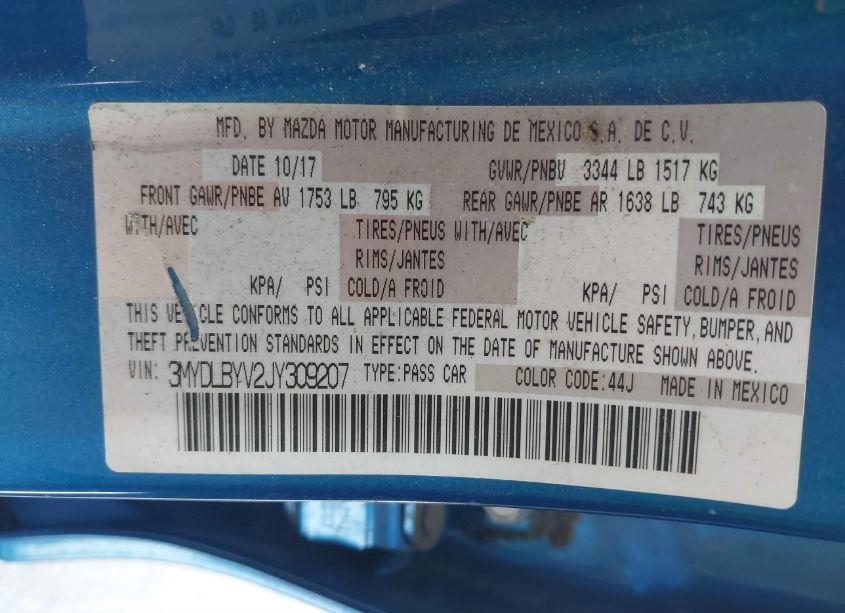 MFD. BY MAZDA MOTOR MANUFACTURING DE MEXICO S.A. DE C.V.
DATE 10/17 GVWR/PNBV 3344 LB 1517 KG
FRONT GAWR/PNBE AV 1753 LB 795 KG REAR GAWR/PNBE AR 1638 LB 743 KG
WITH/AVEC TIRES/PNEUS WITH/AVEC TIRES/PNEUS
RIMS/JANTES RIMS/JANTES
KPA/ PSI COLD/A FROID KPA/ PSI COLD/A FROID
THIS VEHICLE CONFORMS TO ALL APPLICABLE FEDERAL MOTOR VEHICLE SAFETY, BUMPER, AND
THEFT PREVENTION STANDARDS IN EFFECT ON THE DATE OF MANUFACTURE SHOWN ABOVE.
VIN: 3MYDLBYV2JY309207 TYPE:PASS CAR COLOR CODE:44J MADE IN MEXICO